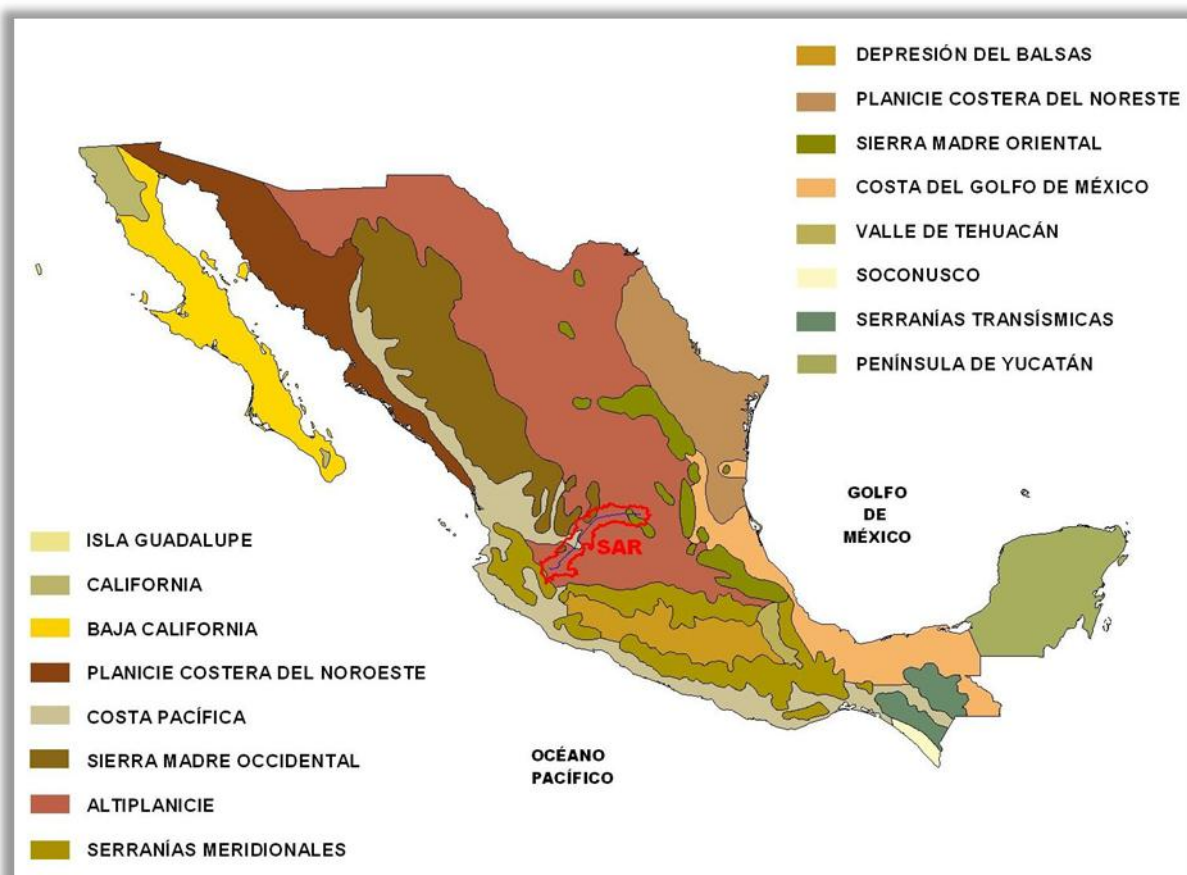 DEPRESIÓN DEL BALSAS
PLANICIE COSTERA DEL NORESTE
SIERRA MADRE ORIENTAL
COSTA DEL GOLFO DE MÉXICO
VALLE DE TEHUACÁN
SOCONUSCO
SERRANÍAS TRANSÍSMICAS
PENÍNSULA DE YUCATÁN
GOLFO
DE
MÉXICO
SAR
ISLA GUADALUPE
CALIFORNIA
BAJA CALIFORNIA
PLANICIE COSTERA DEL NOROESTE
COSTA PACÍFICA
SIERRA MADRE OCCIDENTAL
ALTIPLANICIE
SERRANÍAS MERIDIONALES
OCÉANO
PACÍFICO